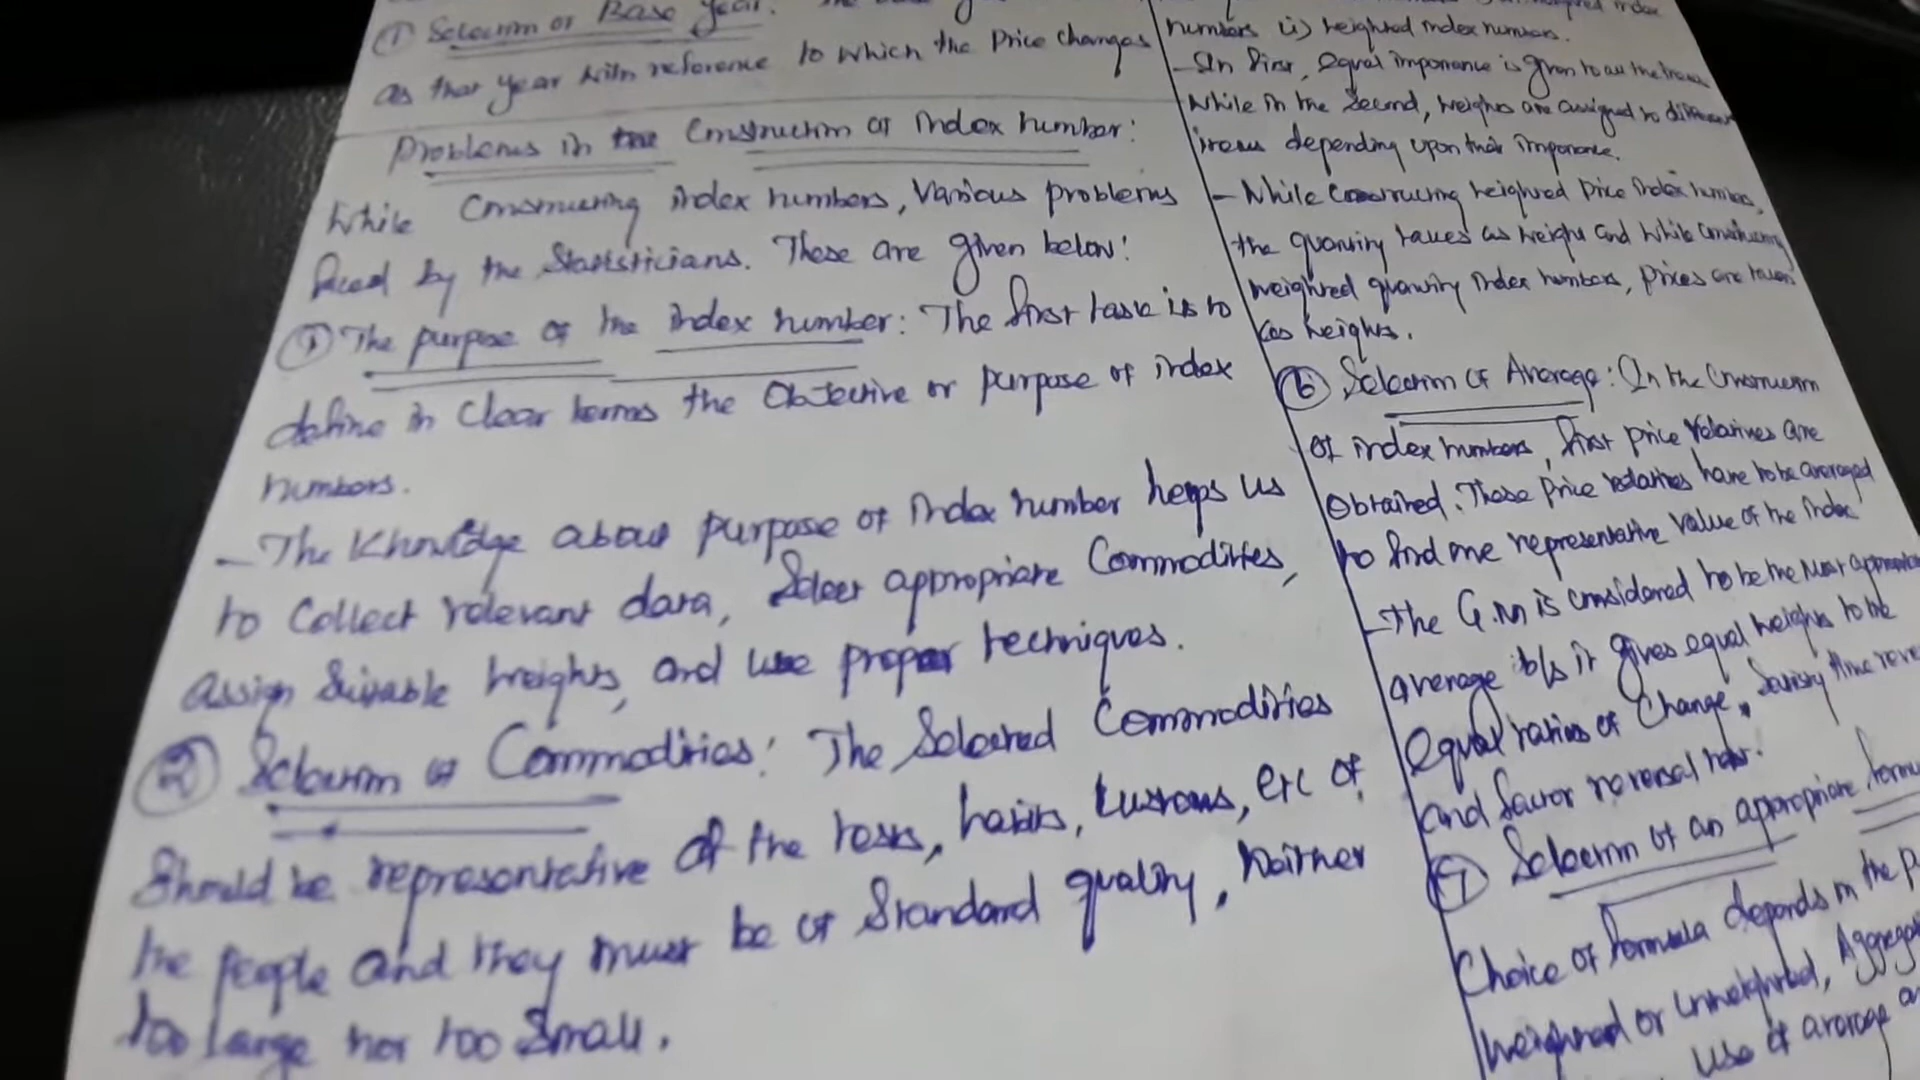 ① Selection of Base Year:
as that year with reference to which the Price changes
Problems in the Construction of index number:
While Constructing index numbers, Various problems
faced by the Statisticians. These are given below:
① The purpose of the index number: The first task is to
define in Clear terms the Objective or purpose of index
numbers.
- The Knowledge about purpose of index number helps us
to Collect relevant data, Select appropriate Commodities,
assign Suitable weights, and use proper techniques.
② Selection of Commodities: The Selected Commodities
Should be representative of the tests, habits, Customs, etc of
the people and they must be of Standard quality, Neither
too large nor too Small.
index
numbers ii) weighted index numbers.
- In first, equal importance is given to all the items
While in the Second, weights are assigned to different
items depending upon their importance.
- While Constructing weighted Price Index numbers,
the quantity taken as weight and while constructing
weighted quantity Index numbers, prices are taken
as weights.
⑥ Selection of Average: In the Construction
of index numbers, first price relatives are
Obtained. These Price relatives have to be averaged
to find one representative value of the index
- The G.M is considered to be the Most appropriate
average b/s it gives equal weights to the
equal ratios of Change, Satisfy time
and factor reversal test.
⑦ Selection of an appropriate
Choice of formula depends on the
weighted or unweighted,
use of average